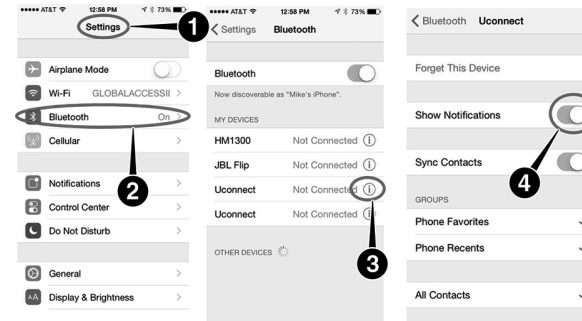 AT&T 12:58 PM 73%
Settings
1
Airplane Mode
Wi-Fi GLOBALACCESSII
Bluetooth On
Cellular
2
Notifications
Control Center
Do Not Disturb
General
AA Display & Brightness
AT&T 12:58 PM 73%
Settings Bluetooth
Bluetooth
Now discoverable as “Mike's iPhone”.
MY DEVICES
HM1300 Not Connected i
JBL Flip Not Connected i
Uconnect Not Connected i
Uconnect Not Connected i
OTHER DEVICES
3
Bluetooth Uconnect
Forget This Device
Show Notifications
Sync Contacts
4
GROUPS
Phone Favorites
Phone Recents
All Contacts